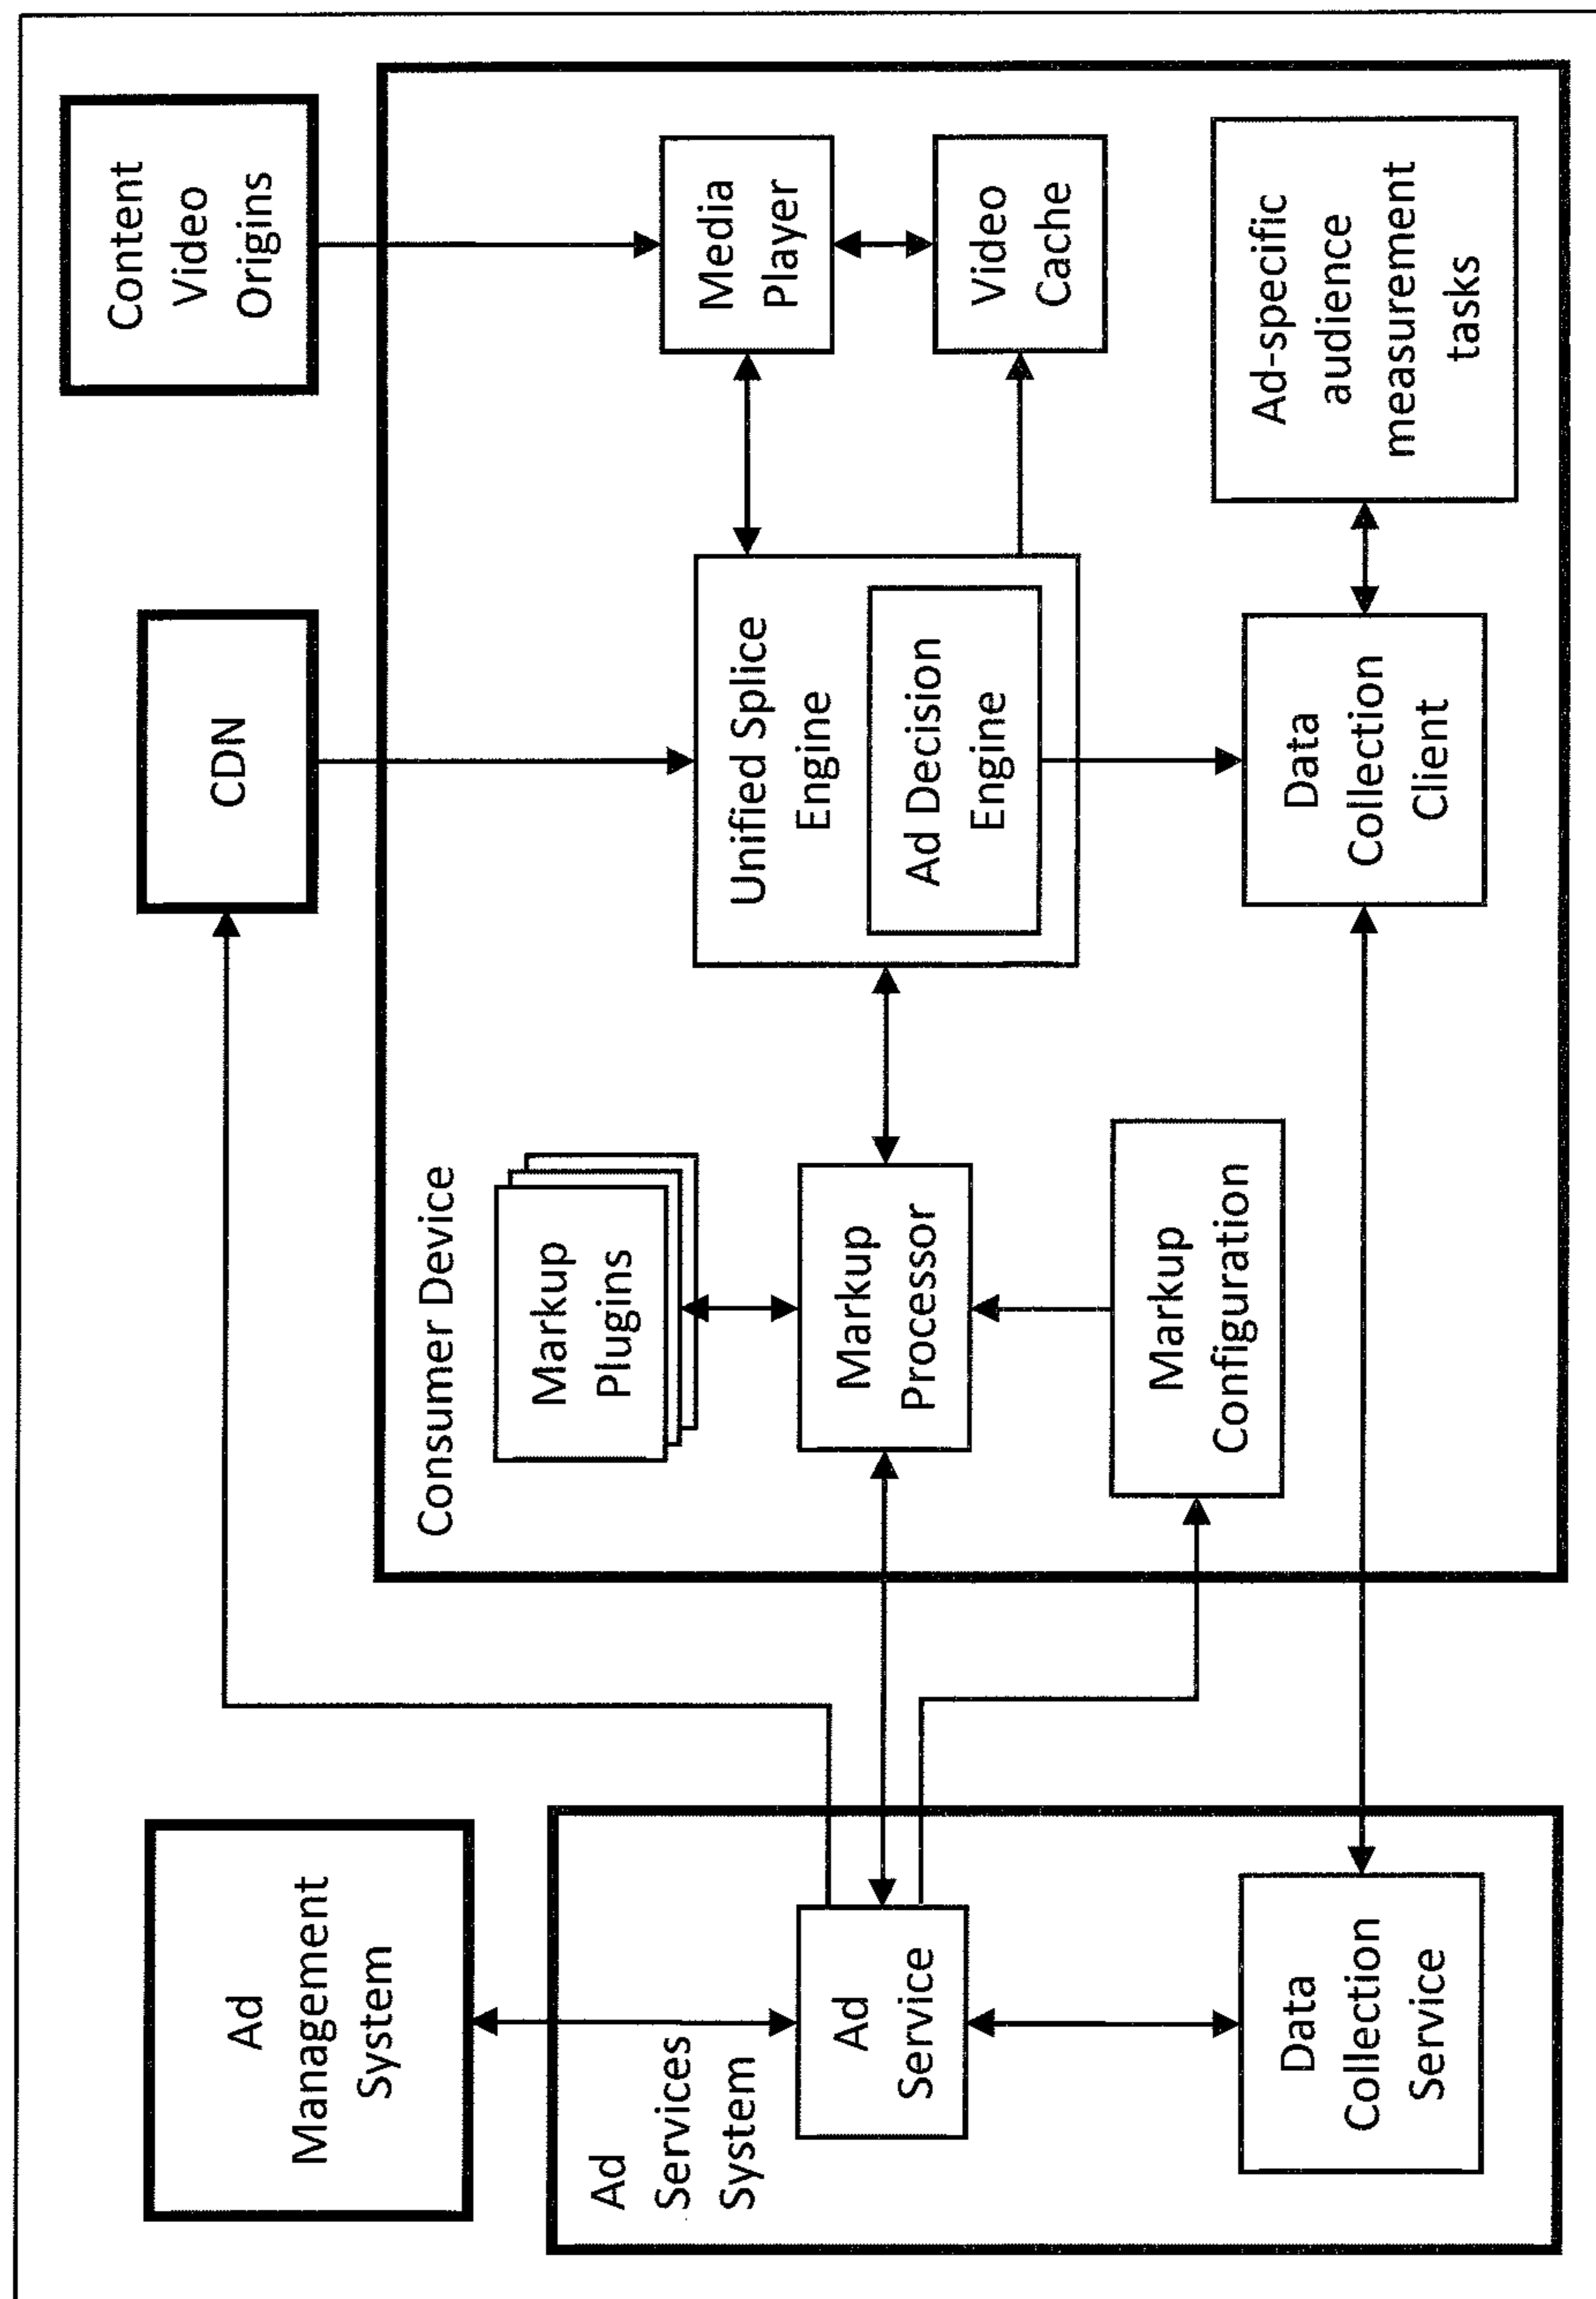 Ad
Management
System
CDN
Content
Video
Origins
Ad
Services
System
Ad
Service
Data
Collection
Service
Consumer Device
Markup
Plugins
Markup
Processor
Markup
Configuration
Unified Splice
Engine
Ad Decision
Engine
Media
Player
Video
Cache
Data
Collection
Client
Ad-specific
audience
measurement
tasks